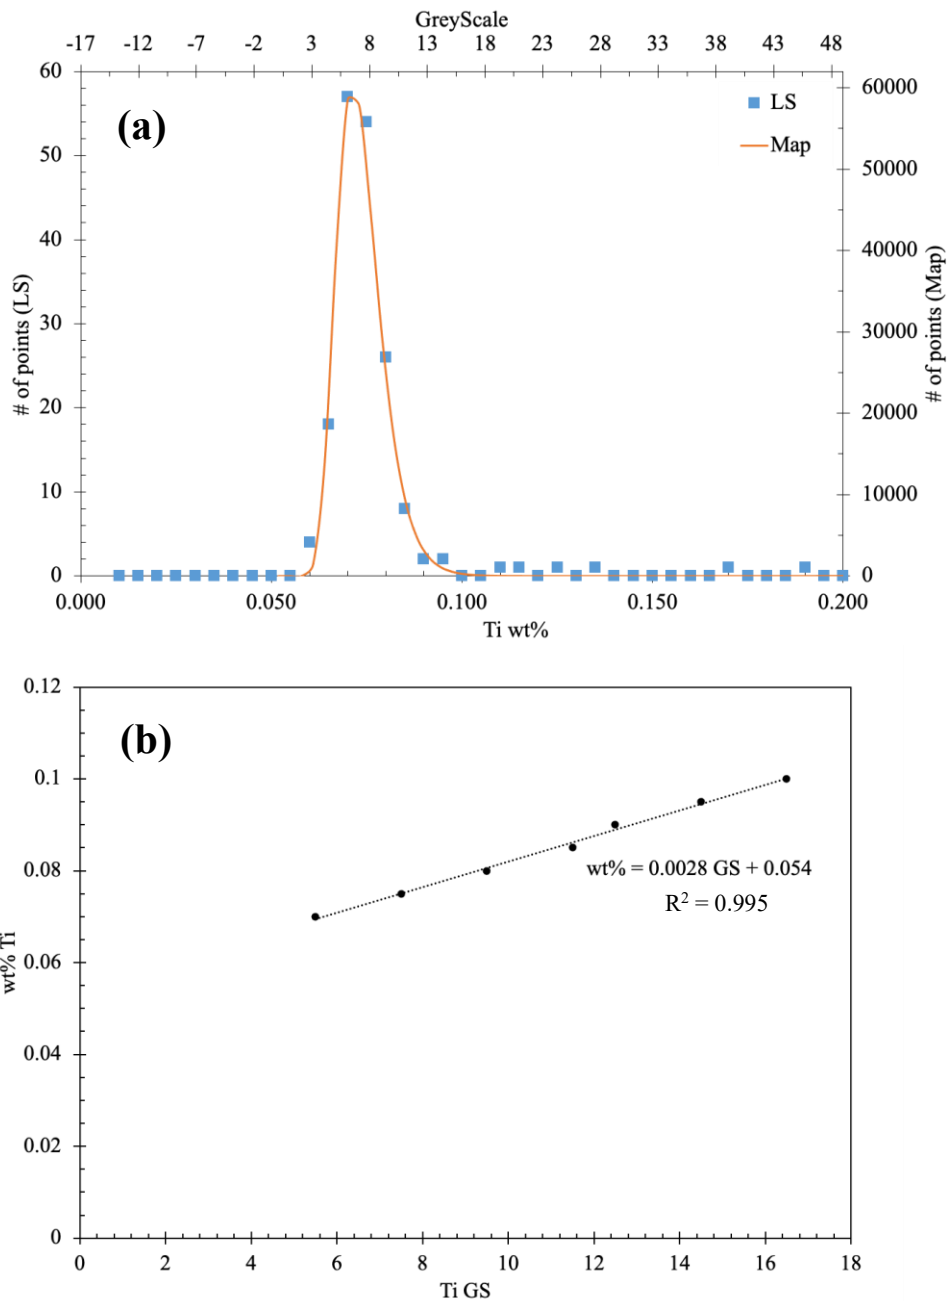 GreyScale
-17 -12 -7 -2 3 8 13 18 23 28 33 38 43 48
60 60000
(a)
LS
Map
50 50000
40 40000
# of points (LS)
# of points (Map)
30 30000
20 20000
10 10000
0 0
0.000 0.050 0.100 0.150 0.200
Ti wt%
0.12
(b)
0.1
wt% = 0.0028 GS + 0.054
0.08
R² = 0.995
wt% Ti
0.06
0.04
0.02
0
0 2 4 6 8 10 12 14 16 18
Ti GS